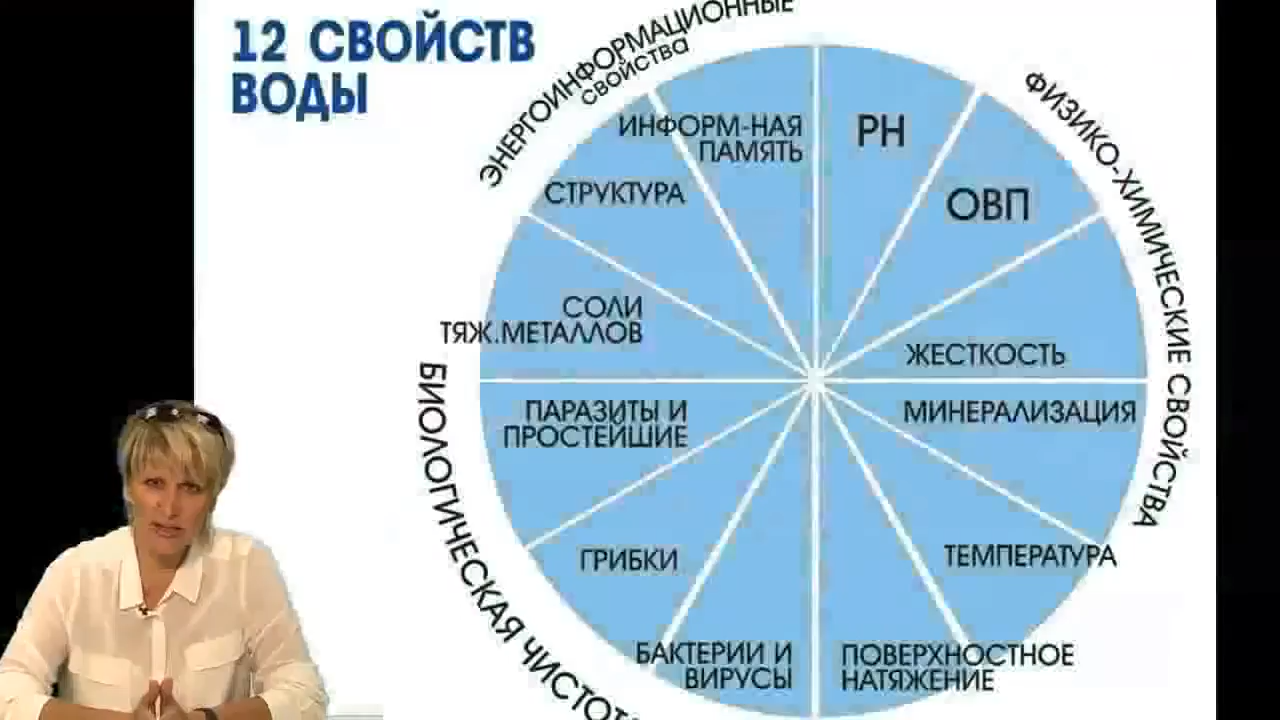 12 СВОЙСТВ
ВОДЫ
ЭНЕРГОИНФОРМАЦИОННЫЕ
СВОЙСТВА
ФИЗИКО-ХИМИЧЕСКИЕ СВОЙСТВА
ИНФОРМ-НАЯ
ПАМЯТЬ
PH
СТРУКТУРА
ОВП
СОЛИ
ТЯЖ.МЕТАЛЛОВ
ЖЕСТКОСТЬ
ПАРАЗИТЫ И
ПРОСТЕЙШИЕ
МИНЕРАЛИЗАЦИЯ
ГРИБКИ
ТЕМПЕРАТУРА
БАКТЕРИИ И
ВИРУСЫ
ПОВЕРХНОСТНОЕ
НАТЯЖЕНИЕ
БИОЛОГИЧЕСКАЯ